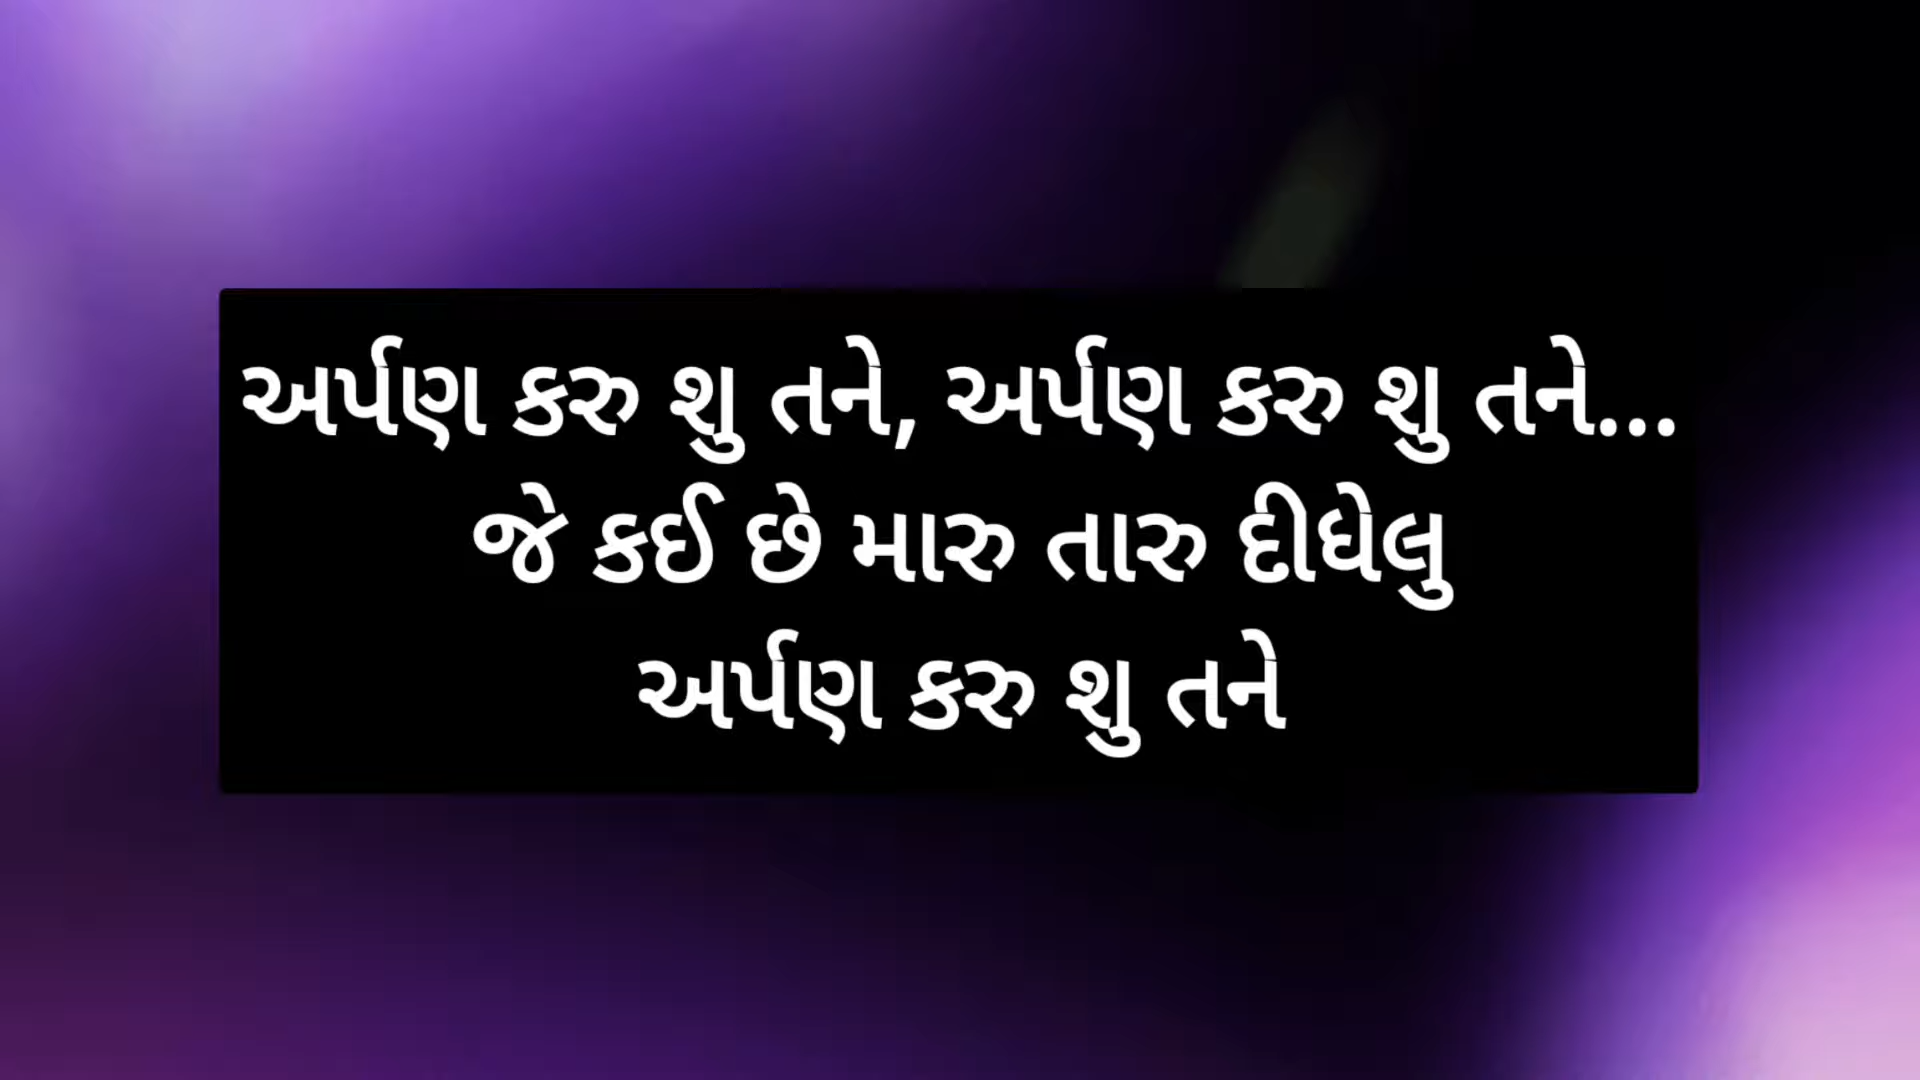 અર્પણ કરુ શુ તને, અર્પણ કરુ શુ તને...
જે કઈ છે મારુ તારુ દીધેલુ
અર્પણ કરુ શુ તને